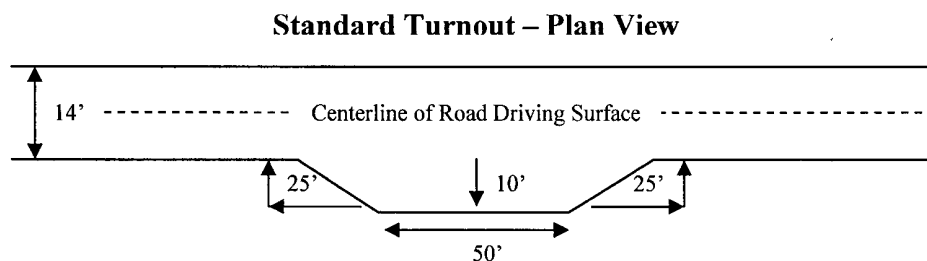 Standard Turnout – Plan View
14’
Centerline of Road Driving Surface
25’
10’
25’
50’